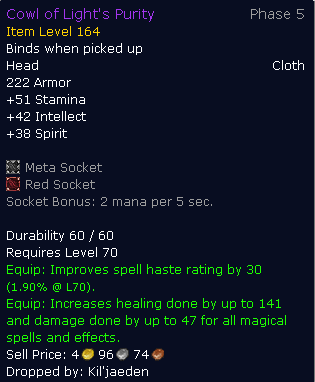 Cowl of Light's Purity Phase 5
Item Level 164
Binds when picked up
Head Cloth
222 Armor
+51 Stamina
+42 Intellect
+38 Spirit
Meta Socket
Red Socket
Socket Bonus: 2 mana per 5 sec.
Durability 60 / 60
Requires Level 70
Equip: Improves spell haste rating by 30
(1.90% @ L70).
Equip: Increases healing done by up to 141
and damage done by up to 47 for all magical
spells and effects.
Sell Price: 4 96 74
Dropped by: Kil'jaeden